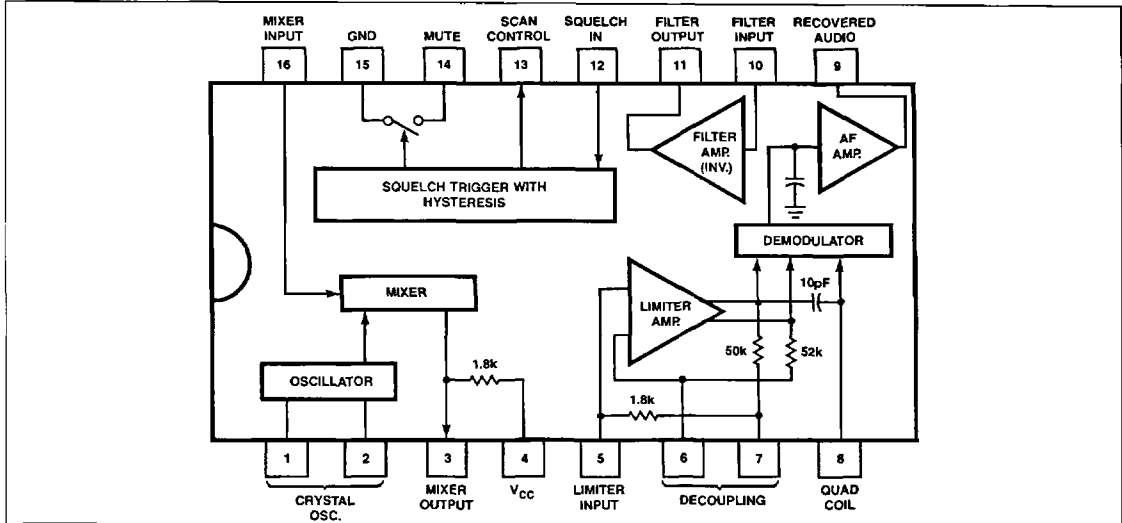 MIXER INPUT
GND
MUTE
SCAN CONTROL
SQUELCH IN
FILTER OUTPUT
FILTER INPUT
RECOVERED AUDIO
16
15
14
13
12
11
10
9
FILTER
AMP.
(INV.)
AF
AMP.
SQUELCH TRIGGER WITH
HYSTERESIS
DEMODULATOR
MIXER
LIMITER
AMP.
10pF
50k
52k
OSCILLATOR
1.8k
1.8k
1
2
3
4
5
6
7
8
CRYSTAL
OSC.
MIXER
OUTPUT
VCC
LIMITER
INPUT
DECOUPLING
QUAD
COIL